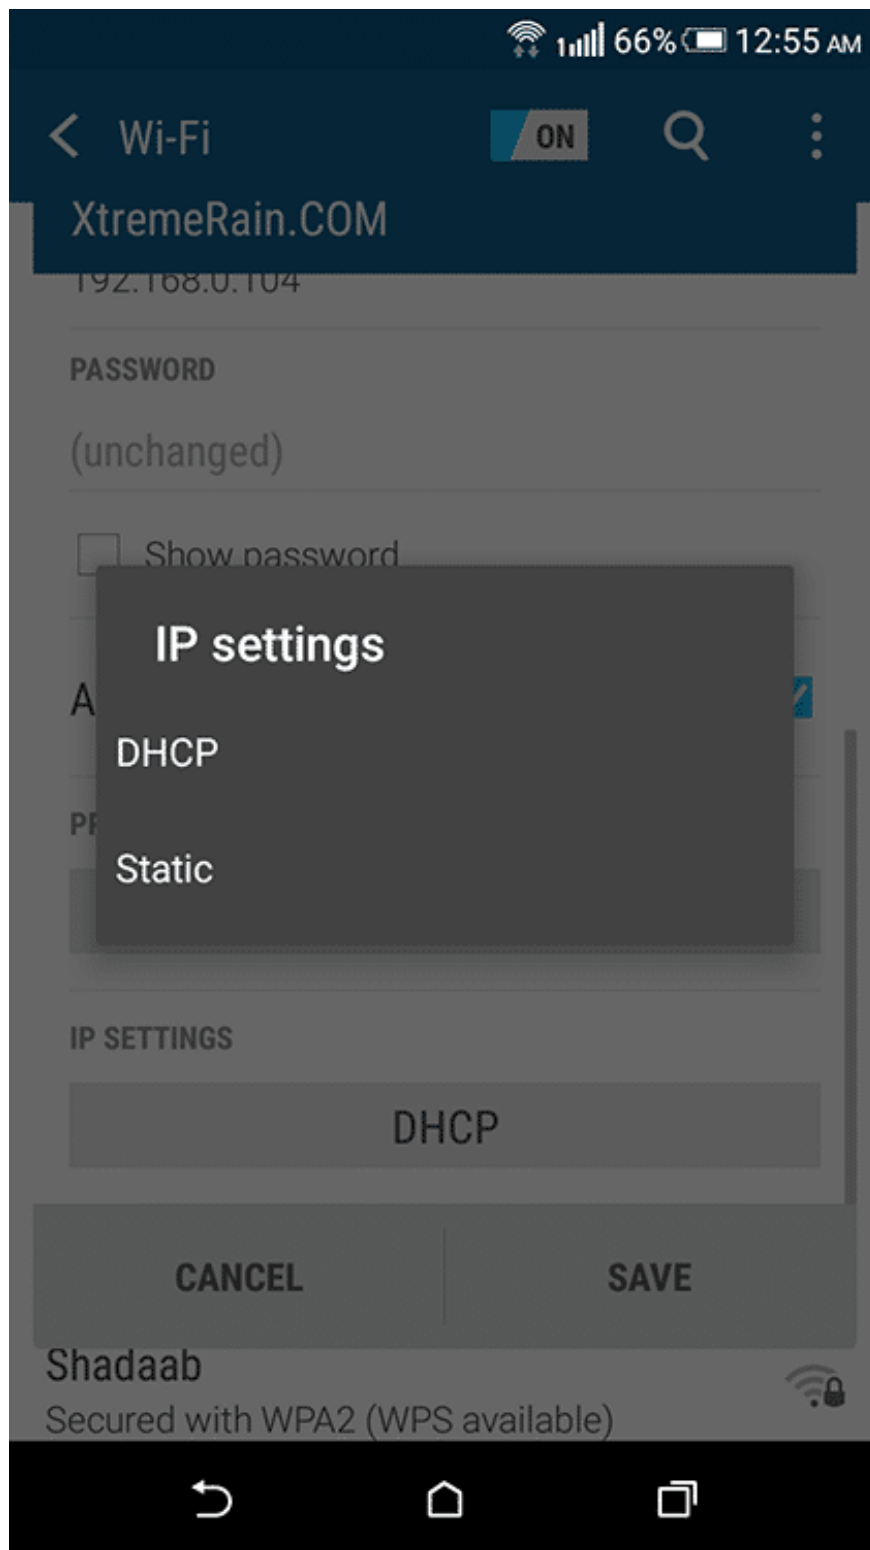 66% 12:55 AM
Wi-Fi ON
XtremeRain.COM
192.168.0.104
PASSWORD
(unchanged)
Show password
IP settings
A
DHCP
PR
Static
IP SETTINGS
DHCP
CANCEL SAVE
Shadaab
Secured with WPA2 (WPS available)